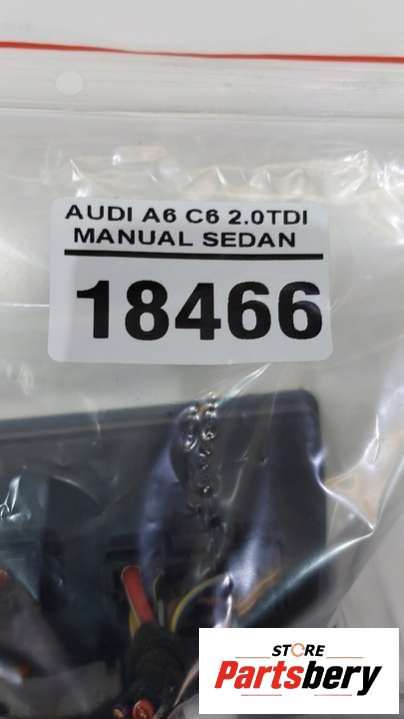 AUDI A6 C6 2.0TDI
MANUAL SEDAN
18466
STORE
Partsbery